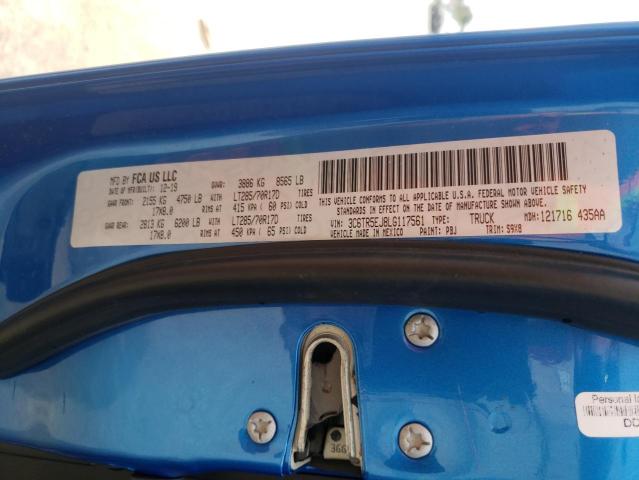 MFD BY FCA US LLC GVWR: 3886 KG 8565 LB
DATE OF MFR(BUILT): 12-19
GAWR FRONT: 2155 KG 4750 LB WITH LT285/70R17D TIRES
17X8.0 RIMS AT 415 KPA ( 60 PSI/COLD)
GAWR REAR: 2813 KG 6200 LB WITH LT285/70R17D TIRES
17X8.0 RIMS AT 450 KPA ( 65 PSI/COLD)
THIS VEHICLE CONFORMS TO ALL APPLICABLE U.S.A. FEDERAL MOTOR VEHICLE SAFETY
STANDARDS IN EFFECT ON THE DATE OF MANUFACTURE SHOWN ABOVE.
VIN: 3C6TR5EJ8LG117561 TYPE: TRUCK MDH: 121716 435AA
VEHICLE MADE IN MEXICO PAINT: PBJ TRIM: S9X8
Personal
366